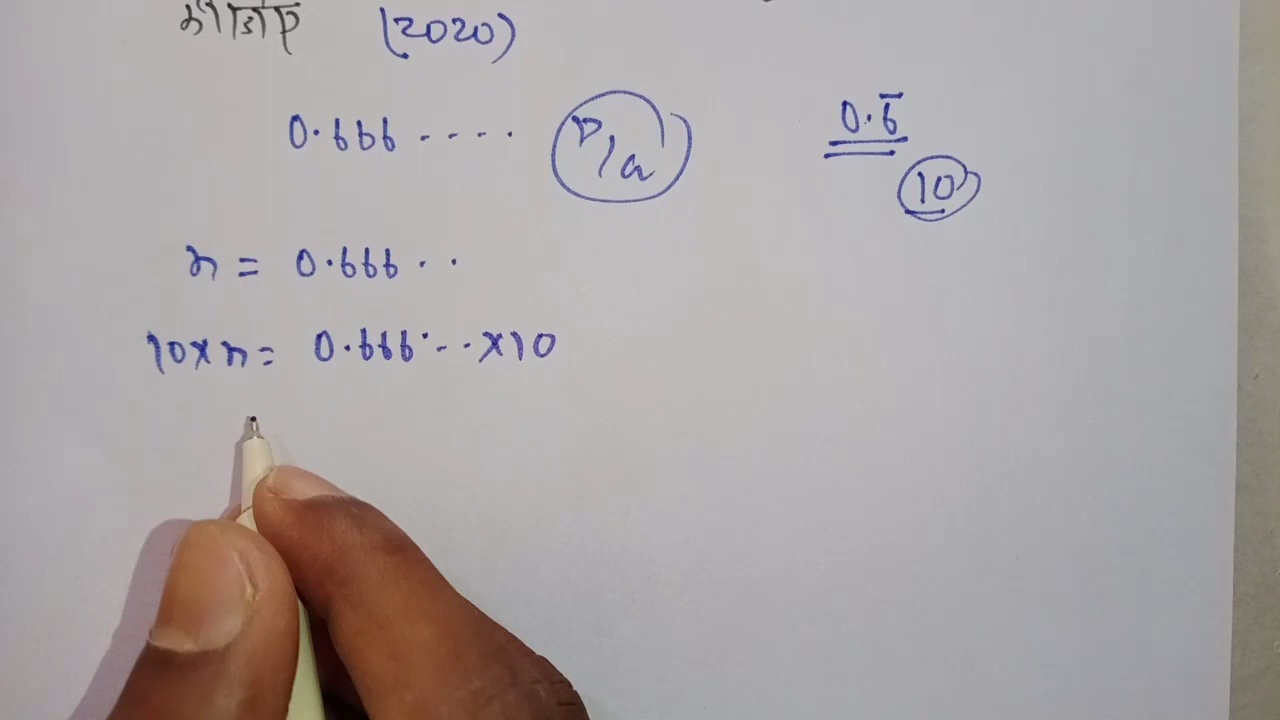 कीजिए (2020)
0.666 .... P/q 0.6̅
10
x = 0.666 ..
10 x x = 0.666 ... x 10